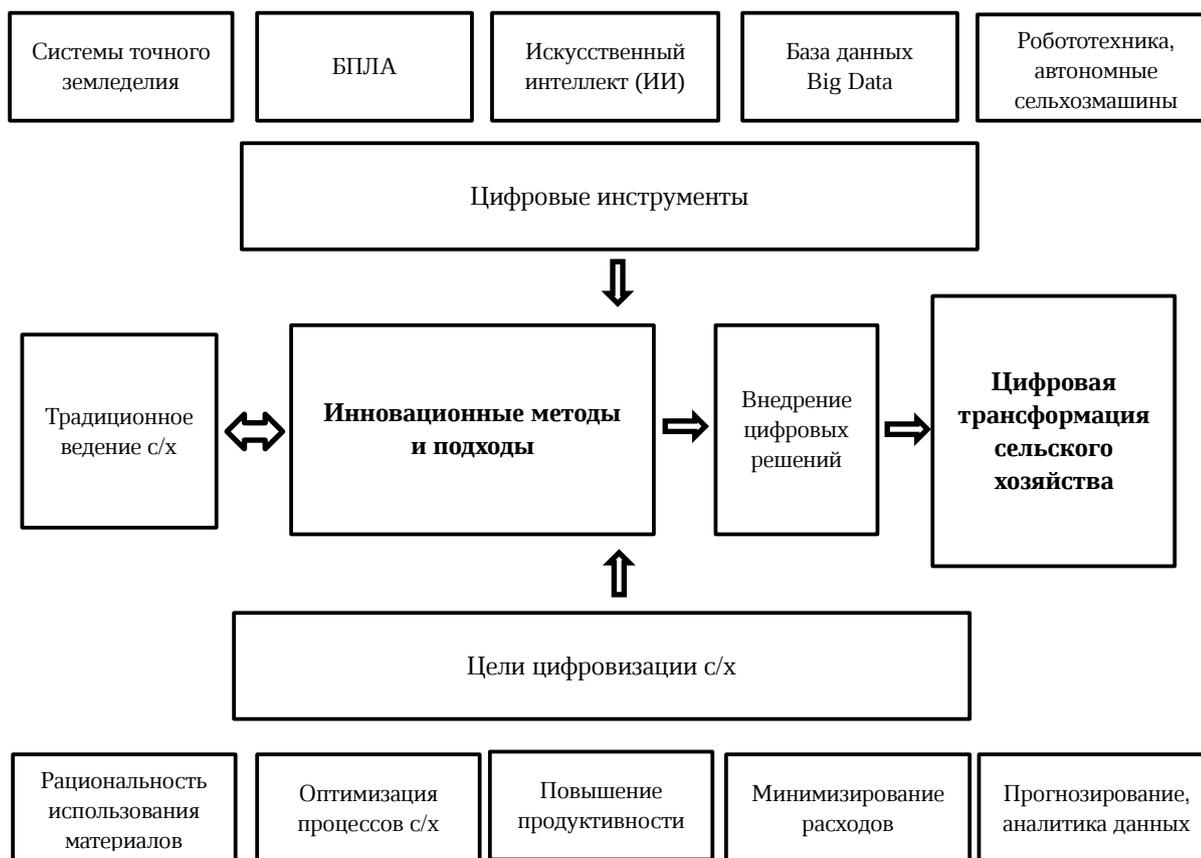 Системы точного
земледелия
БПЛА
Искусственный
интеллект (ИИ)
База данных
Big Data
Робототехника,
автономные
сельхозмашины
Цифровые инструменты
Традиционное
ведение с/х
Инновационные методы
и подходы
Внедрение
цифровых
решений
Цифровая
трансформация
сельского
хозяйства
Цели цифровизации с/х
Рациональность
использования
материалов
Оптимизация
процессов с/х
Повышение
продуктивности
Минимизирование
расходов
Прогнозирование,
аналитика данных